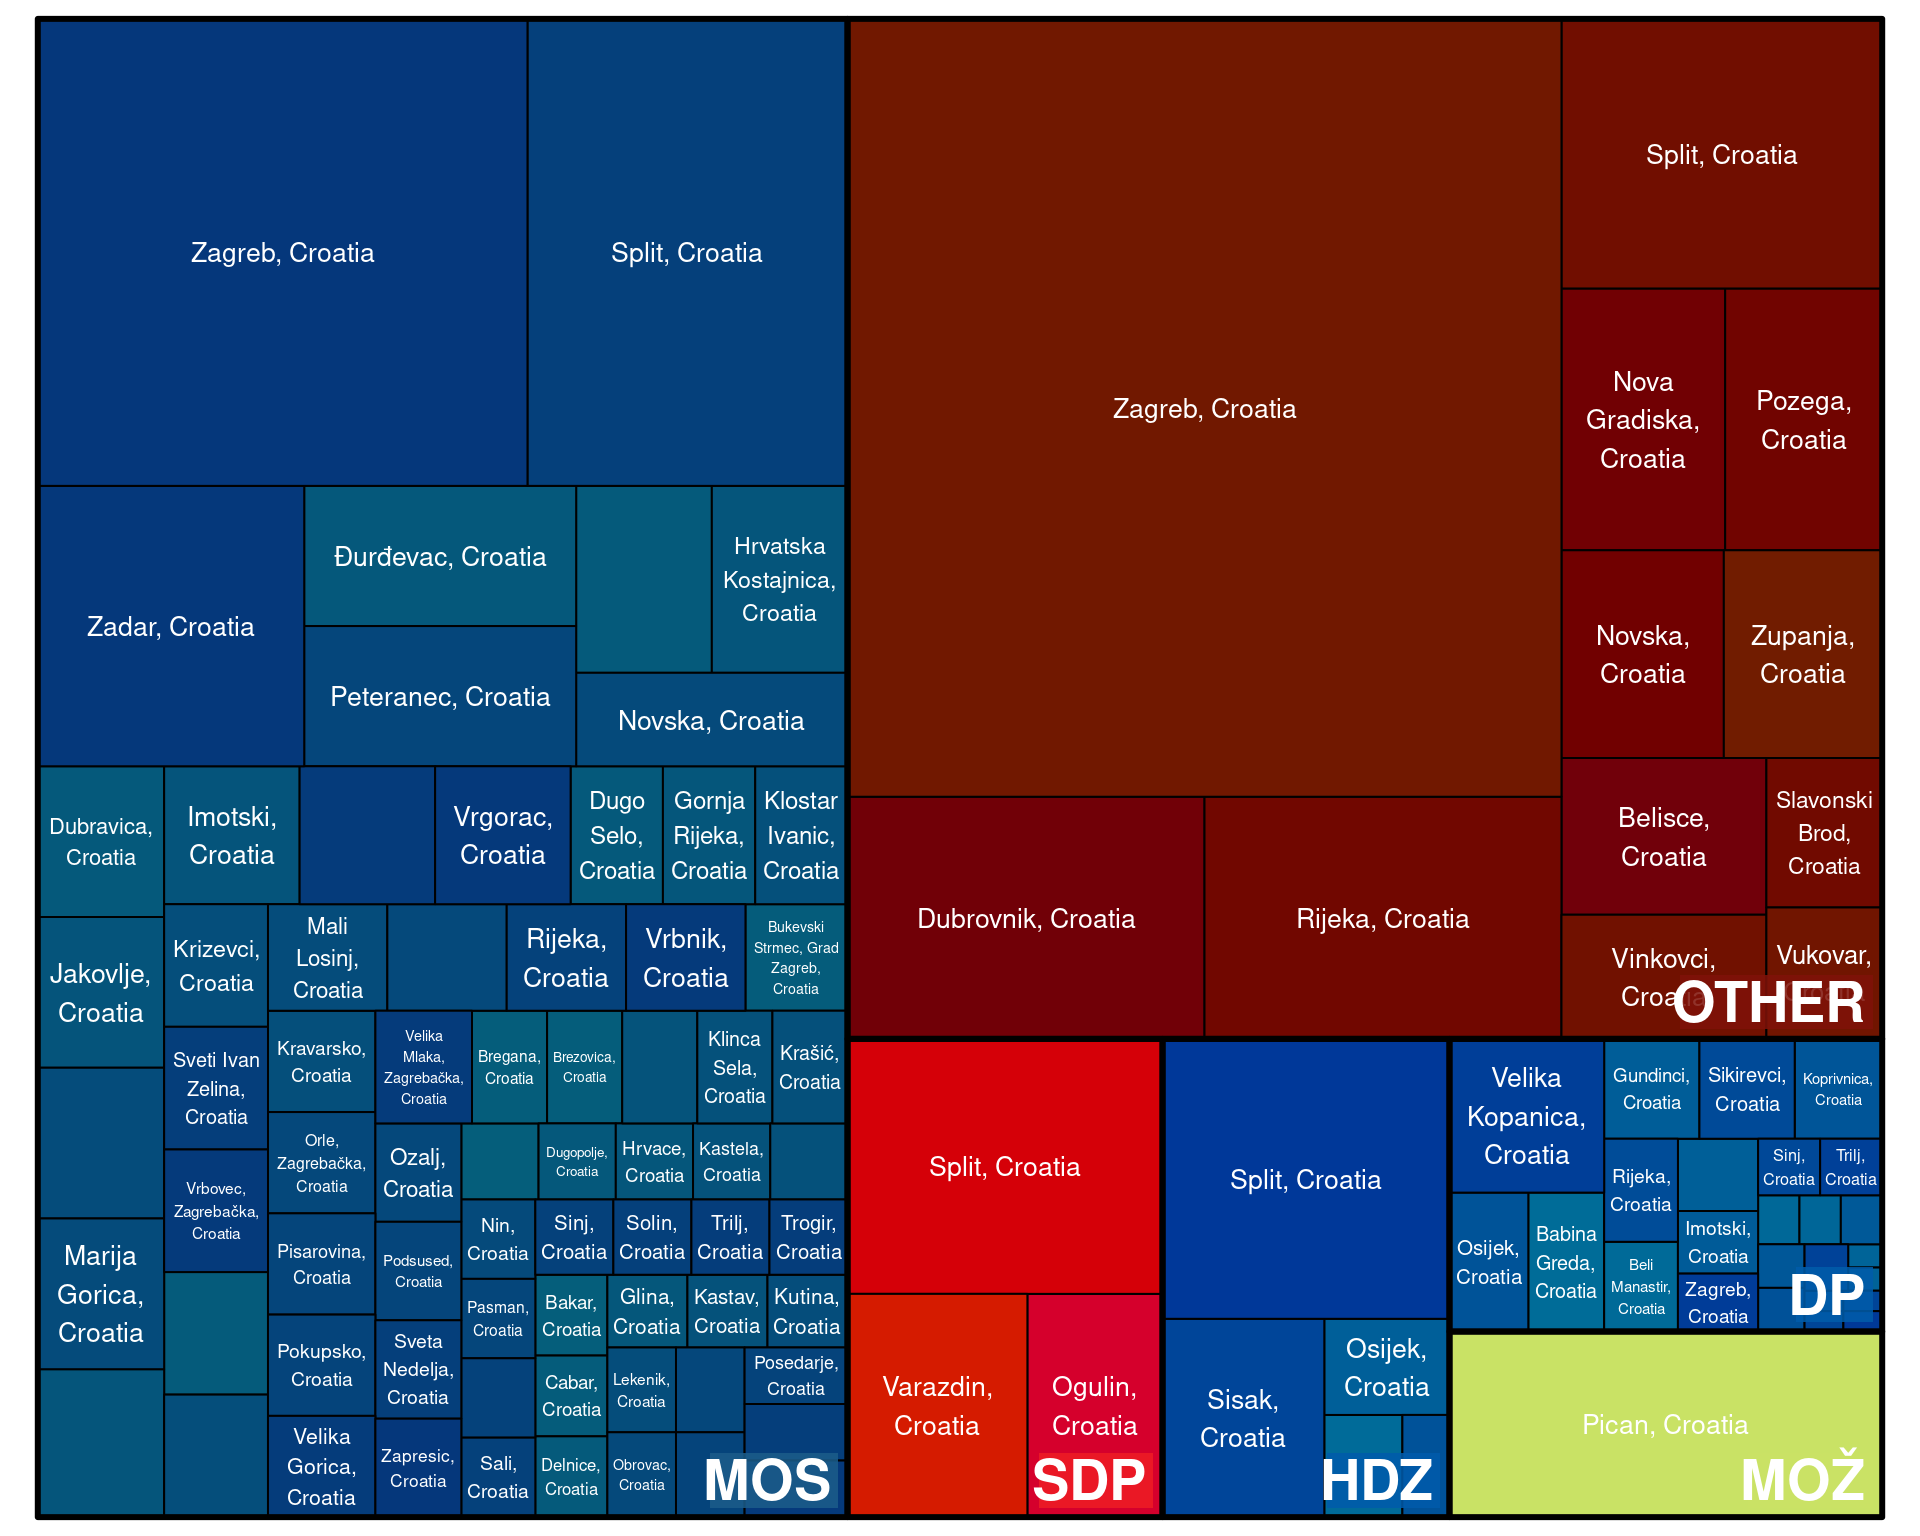 Zagreb, Croatia
Split, Croatia
Zadar, Croatia
Đurđevac, Croatia
Peteranec, Croatia
Hrvatska
Kostajnica,
Croatia
Novska, Croatia
Dubravica,
Croatia
Imotski,
Croatia
Vrgorac,
Croatia
Dugo
Selo,
Croatia
Gornja
Rijeka,
Croatia
Klostar
Ivanic,
Croatia
Jakovlje,
Croatia
Krizevci,
Croatia
Mali
Losinj,
Croatia
Rijeka,
Croatia
Vrbnik,
Croatia
Bukevski
Strmec, Grad
Zagreb,
Croatia
Sveti Ivan
Zelina,
Croatia
Kravarsko,
Croatia
Velika
Mlaka,
Zagrebačka,
Croatia
Bregana,
Croatia
Brezovica,
Croatia
Klinca
Sela,
Croatia
Krašić,
Croatia
Orle,
Zagrebačka,
Croatia
Ozalj,
Croatia
Dugopolje,
Croatia
Hrvace,
Croatia
Kastela,
Croatia
Vrbovec,
Zagrebačka,
Croatia
Marija
Gorica,
Croatia
Pisarovina,
Croatia
Podsused,
Croatia
Nin,
Croatia
Sinj,
Croatia
Solin,
Croatia
Trilj,
Croatia
Trogir,
Croatia
Pokupsko,
Croatia
Sveta
Nedelja,
Croatia
Pasman,
Croatia
Bakar,
Croatia
Glina,
Croatia
Kastav,
Croatia
Kutina,
Croatia
Cabar,
Croatia
Lekenik,
Croatia
Posedarje,
Croatia
Velika
Gorica,
Croatia
Zapresic,
Croatia
Sali,
Croatia
Delnice,
Croatia
Obrovac,
Croatia
MOS
Zagreb, Croatia
Split, Croatia
Nova
Gradiska,
Croatia
Pozega,
Croatia
Novska,
Croatia
Zupanja,
Croatia
Dubrovnik, Croatia
Rijeka, Croatia
Belisce,
Croatia
Slavonski
Brod,
Croatia
Vinkovci,
Croatia
Vukovar,
OTHER
Split, Croatia
Varazdin,
Croatia
Ogulin,
Croatia
SDP
Split, Croatia
Sisak,
Croatia
Osijek,
Croatia
HDZ
Velika
Kopanica,
Croatia
Gundinci,
Croatia
Sikirevci,
Croatia
Koprivnica,
Croatia
Osijek,
Croatia
Babina
Greda,
Croatia
Rijeka,
Croatia
Beli
Manastir,
Croatia
Imotski,
Croatia
Zagreb,
Croatia
Sinj,
Croatia
Trilj,
Croatia
DP
Pican, Croatia
MOŽ